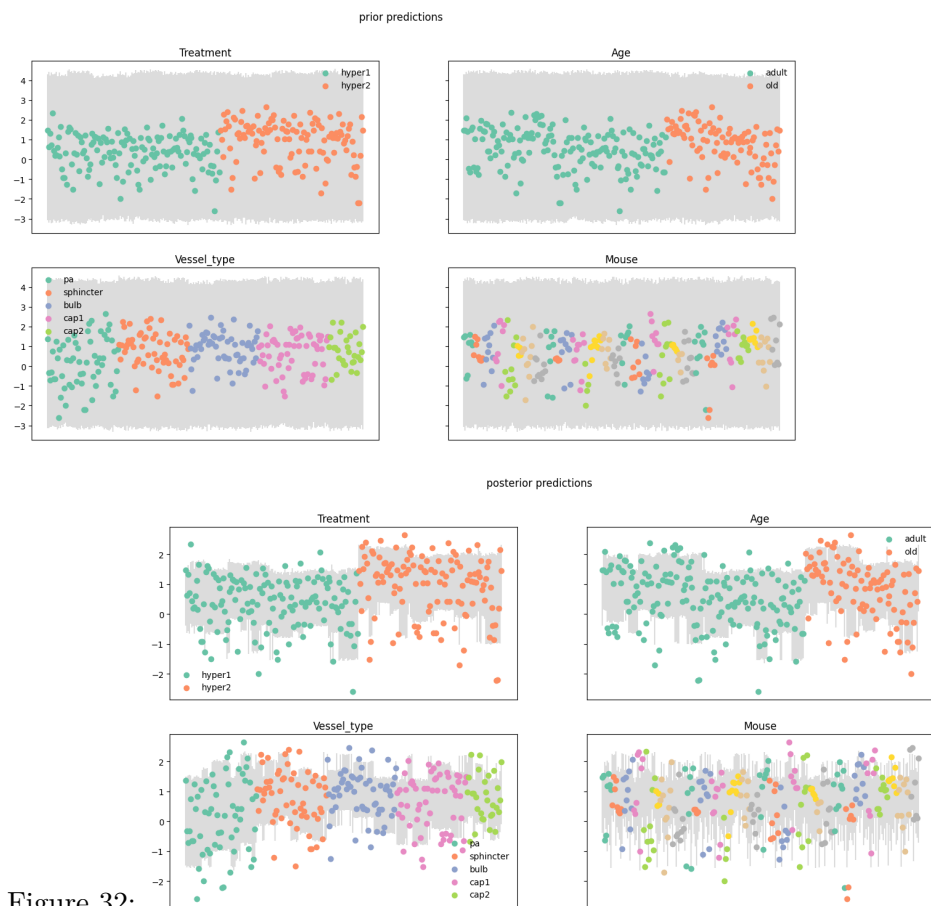 prior predictions
Treatment
hyper1
hyper2
4
3
2
1
0
−1
−2
−3
Age
adult
old
Vessel_type
pa
sphincter
bulb
cap1
cap2
4
3
2
1
0
−1
−2
−3
Mouse
posterior predictions
Treatment
2
1
0
−1
−2
hyper1
hyper2
Age
adult
old
Vessel_type
2
1
0
−1
−2
pa
sphincter
bulb
cap1
cap2
Mouse
Figure 32: